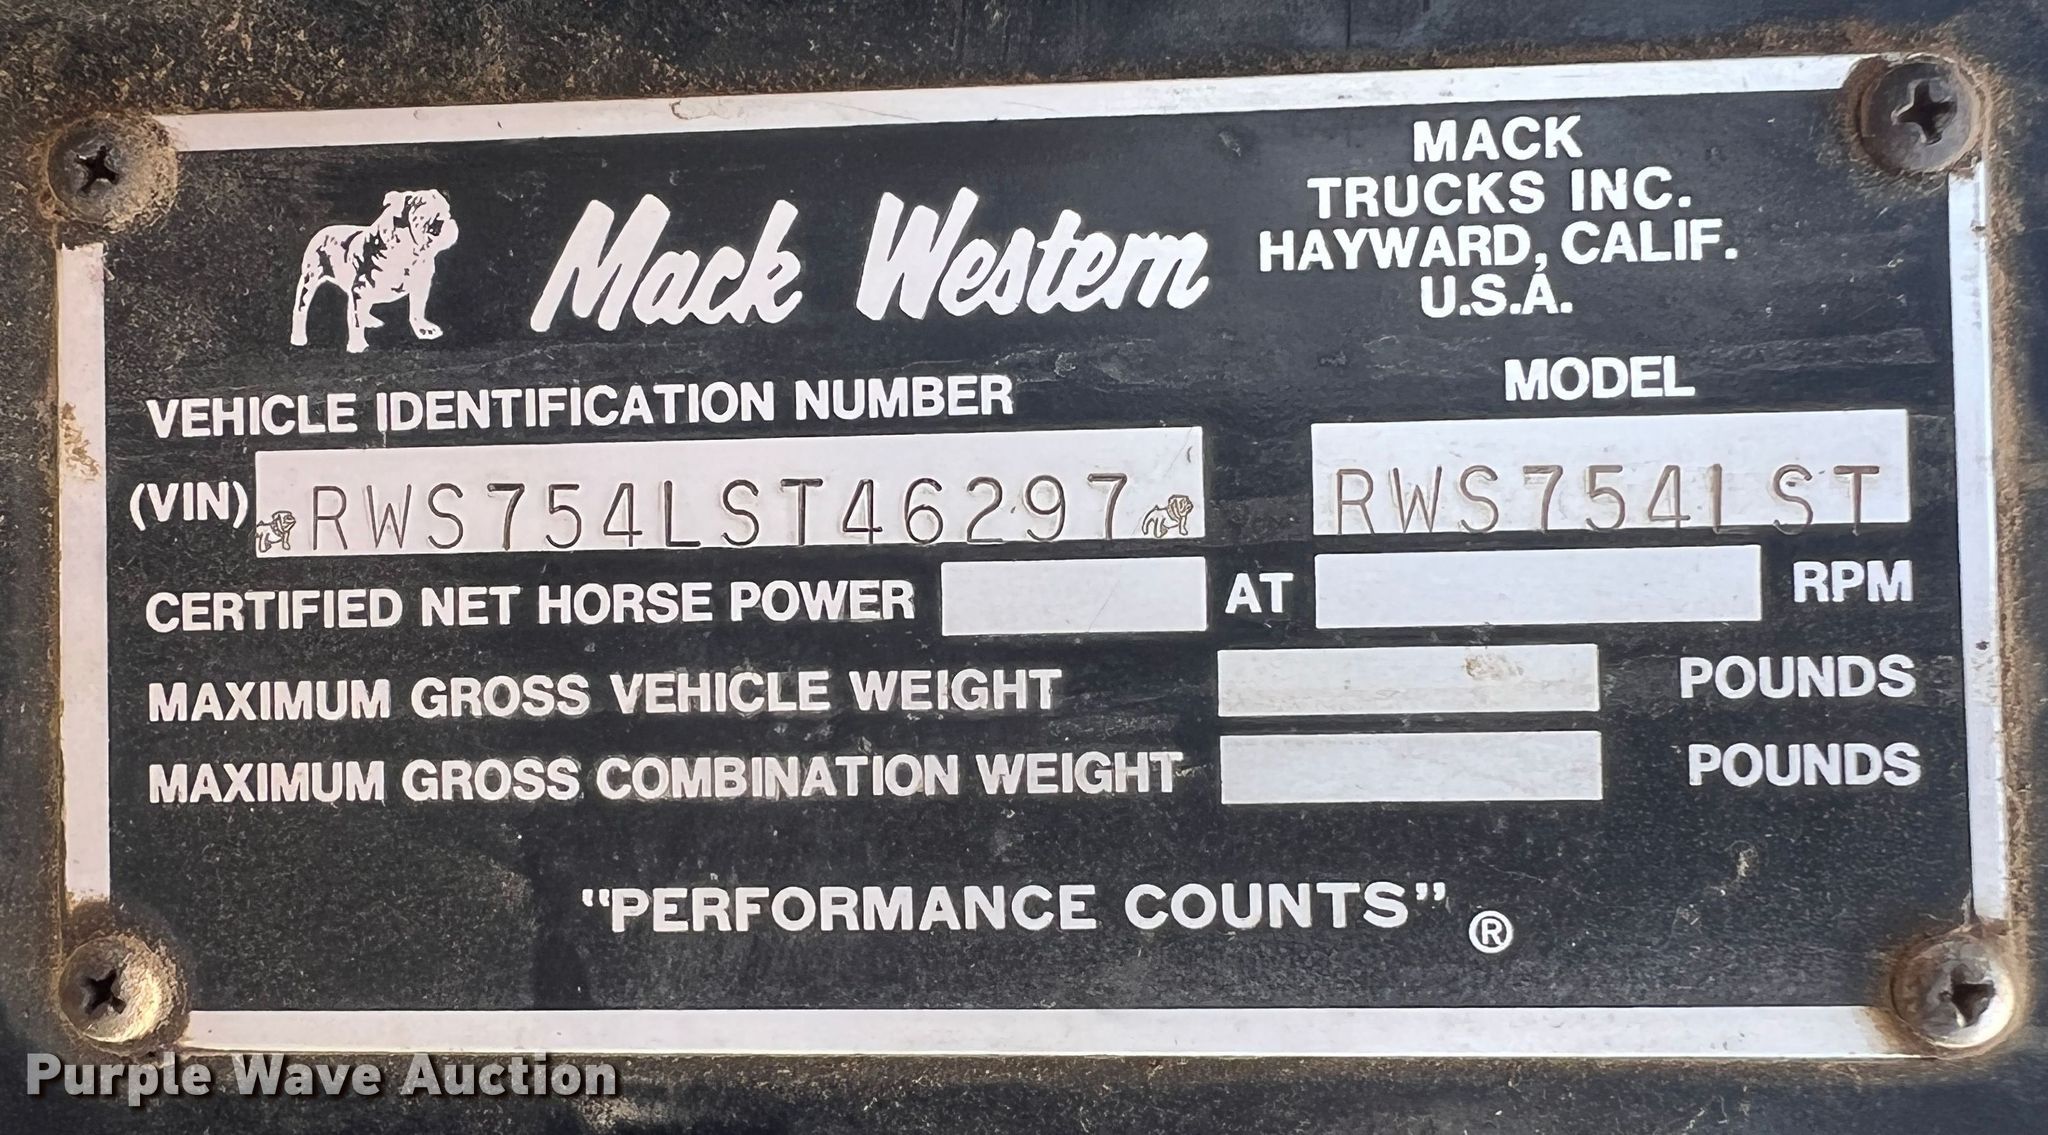 Mack Western
MACK
TRUCKS INC.
HAYWARD, CALIF.
U.S.A.
VEHICLE IDENTIFICATION NUMBER
MODEL
(VIN) RWS754LST46297
RWS754LST
CERTIFIED NET HORSE POWER AT RPM
MAXIMUM GROSS VEHICLE WEIGHT POUNDS
MAXIMUM GROSS COMBINATION WEIGHT POUNDS
"PERFORMANCE COUNTS" ®
Purple Wave Auction